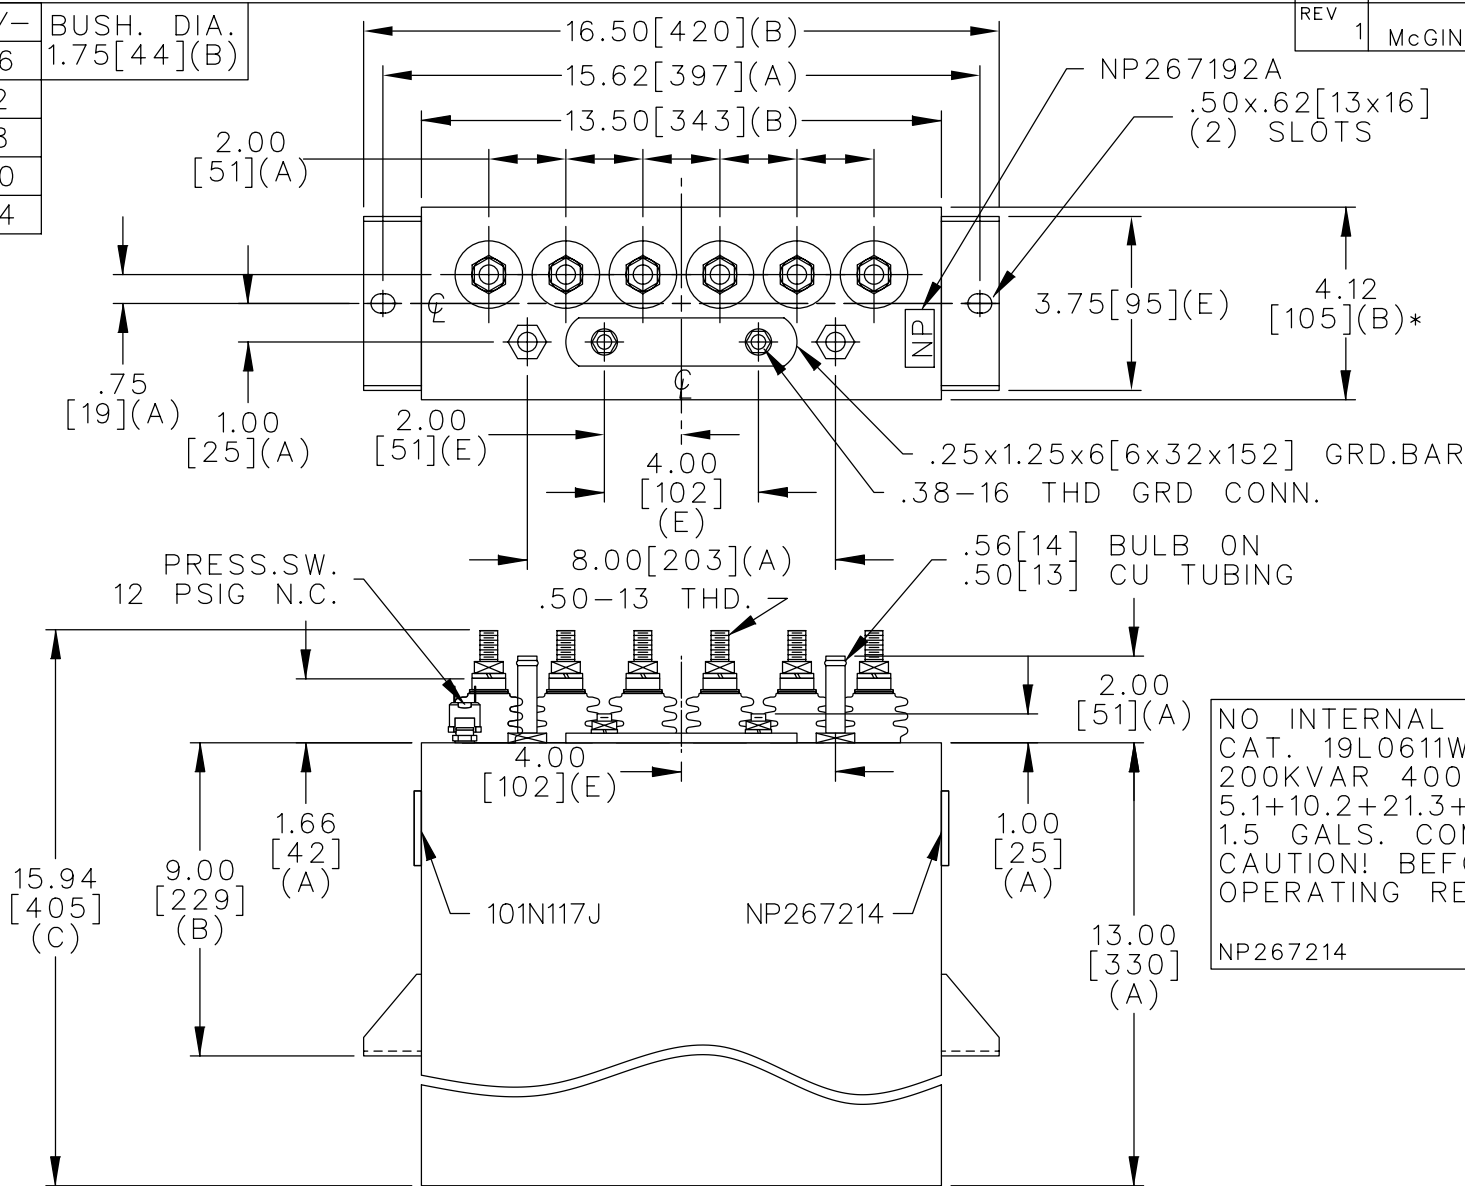 /-
BUSH. DIA.
1.75[44](B)
6
2
8
0
4
REV
1
McGIN
16.50[420](B)
15.62[397](A)
13.50[343](B)
NP267192A
.50x.62[13x16]
(2) SLOTS
2.00
[51](A)
3.75[95](E)
4.12
[105](B)*
NP
.75
[19](A)
1.00
[25](A)
2.00
[51](E)
4.00
[102]
(E)
.25x1.25x6[6x32x152] GRD.BAR
.38-16 THD GRD CONN.
8.00[203](A)
.50-13 THD.
.56[14] BULB ON
.50[13] CU TUBING
PRESS.SW.
12 PSIG N.C.
2.00
[51](A)
4.00
[102](E)
1.66
[42]
(A)
9.00
[229]
(B)
15.94
[405]
(C)
101N117J
NP267214
1.00
[25]
(A)
13.00
[330]
(A)
NO INTERNAL
CAT. 19L0611W
200KVAR 400
5.1+10.2+21.3+
1.5 GALS. CO
CAUTION! BEF
OPERATING RE
NP267214